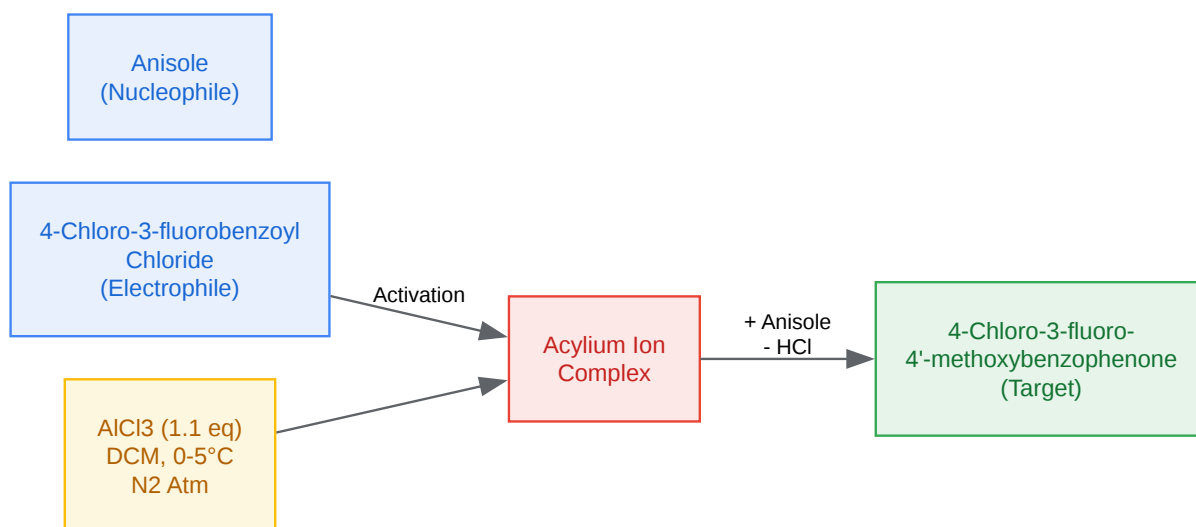 Anisole
(Nucleophile)
4-Chloro-3-fluorobenzoyl
Chloride
(Electrophile)
Activation
AlCl3 (1.1 eq)
DCM, 0-5°C
N2 Atm
Acylium Ion
Complex
+ Anisole
- HCl
4-Chloro-3-fluoro-
4'-methoxybenzophenone
(Target)